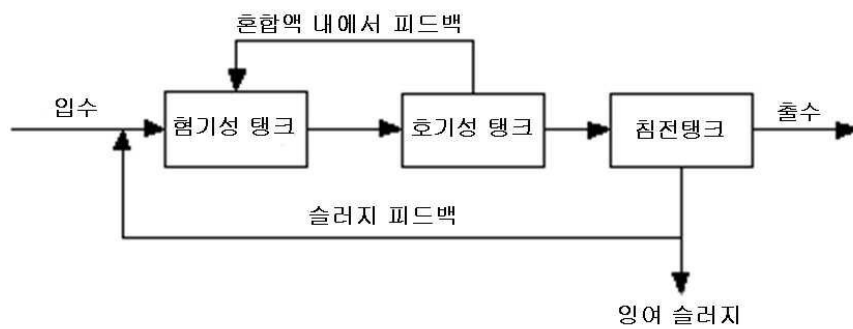 혼합액 내에서 피드백
입수
혐기성 탱크
호기성 탱크
침전탱크
출수
슬러지 피드백
잉여 슬러지